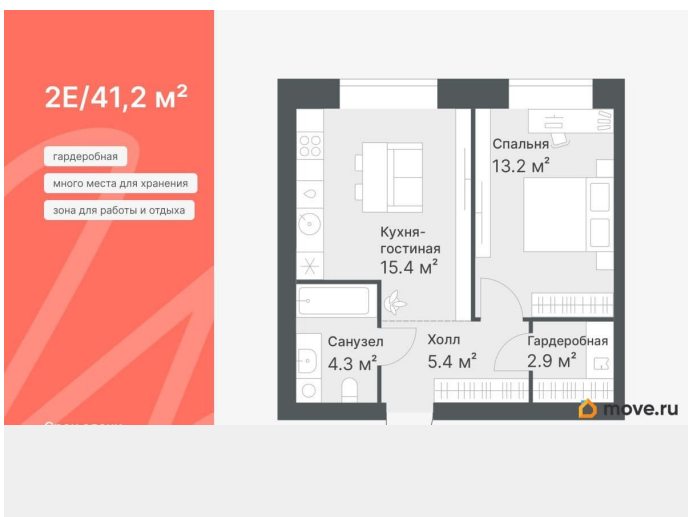 2Е/41,2 м²
гардеробная
много места для хранения
зона для работы и отдыха
Спальня
13.2 м²
Кухня-
гостиная
15.4 м²
Санузел
4.3 м²
Холл
5.4 м²
Гардеробная
2.9 м²
move.ru